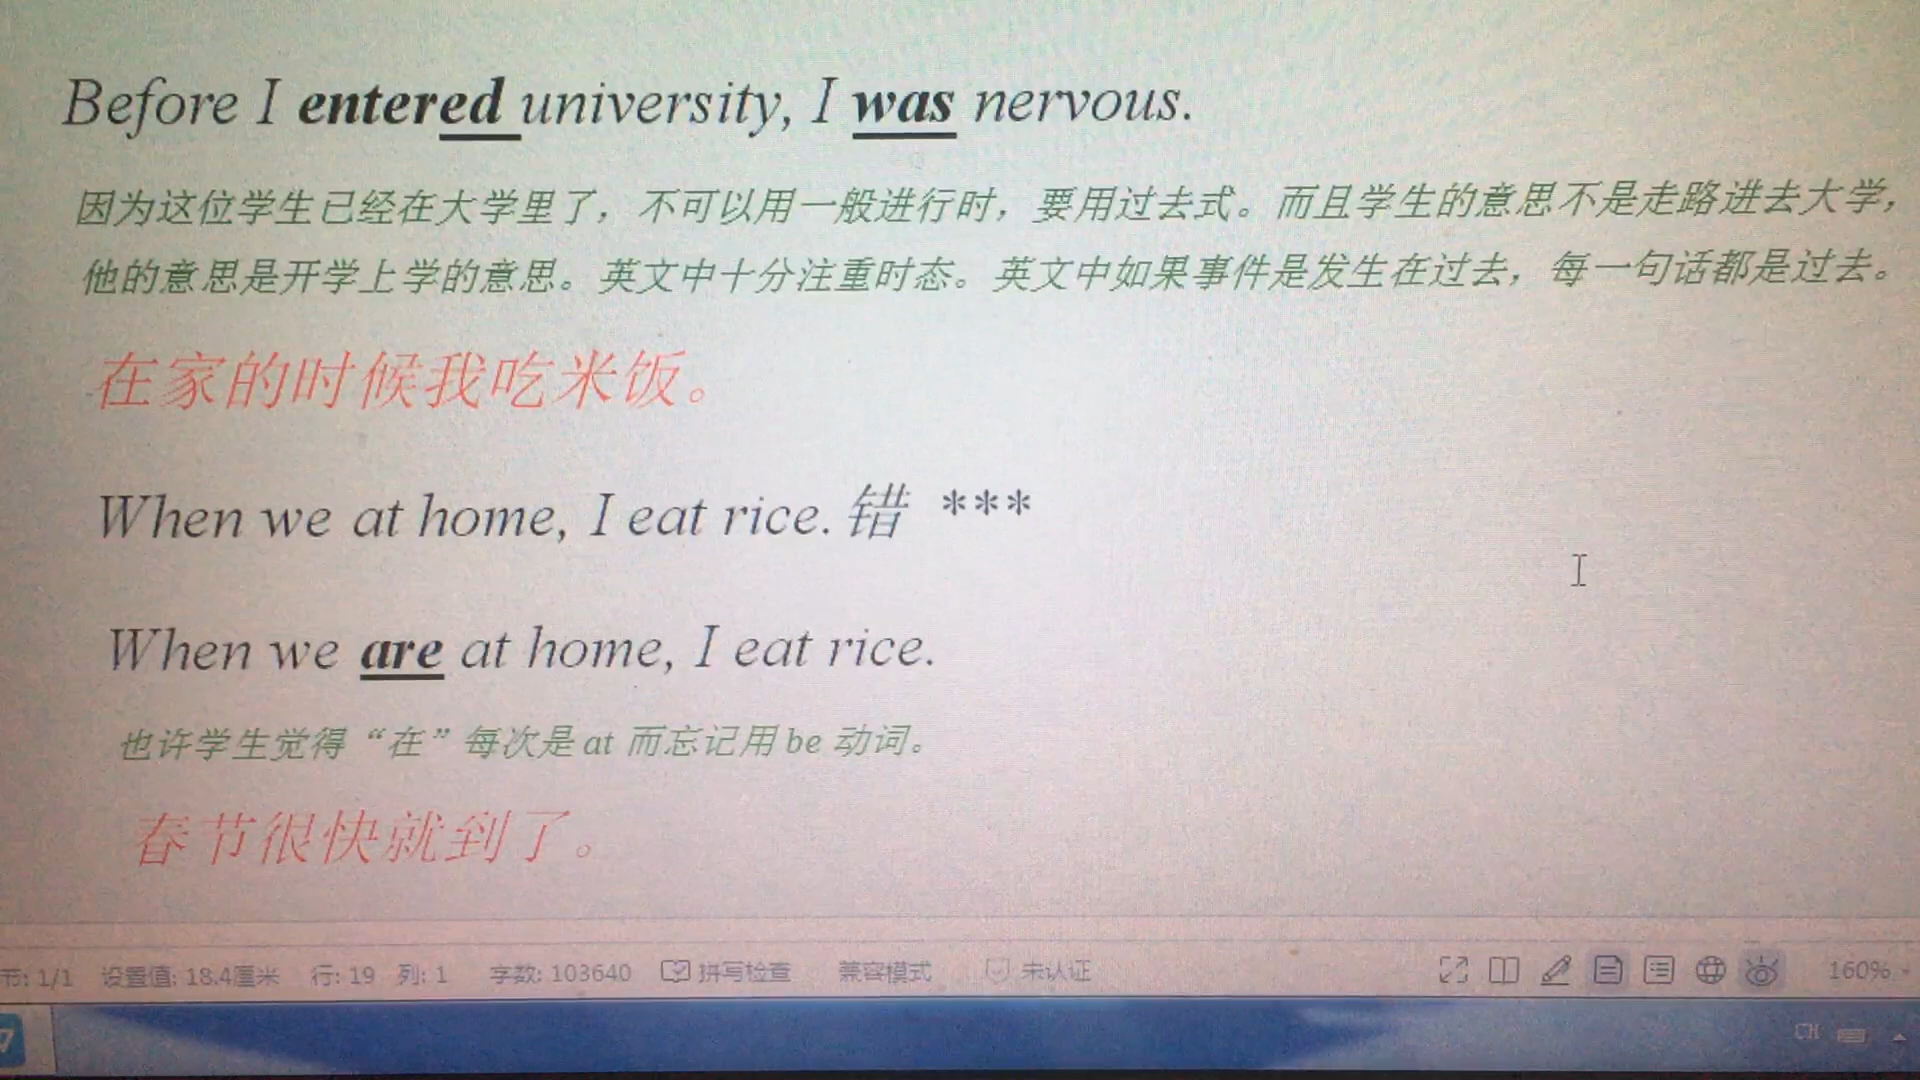 Before I entered university, I was nervous.
因为这位学生已经在大学里了，不可以用一般进行时，要用过去式。而且学生的意思不是走路进去大学，
他的意思是开学上学的意思。英文中十分注重时态。英文中如果事件是发生在过去，每一句话都是过去。
在家的时候我吃米饭。
When we at home, I eat rice. 错 ***
When we are at home, I eat rice.
也许学生觉得“在”每次是 at 而忘记用 be 动词。
春节很快就到了。
节: 1/1 设置值: 18.4厘米 行: 19 列: 1 字数: 103640 拼写检查 兼容模式 未认证 160%
CH